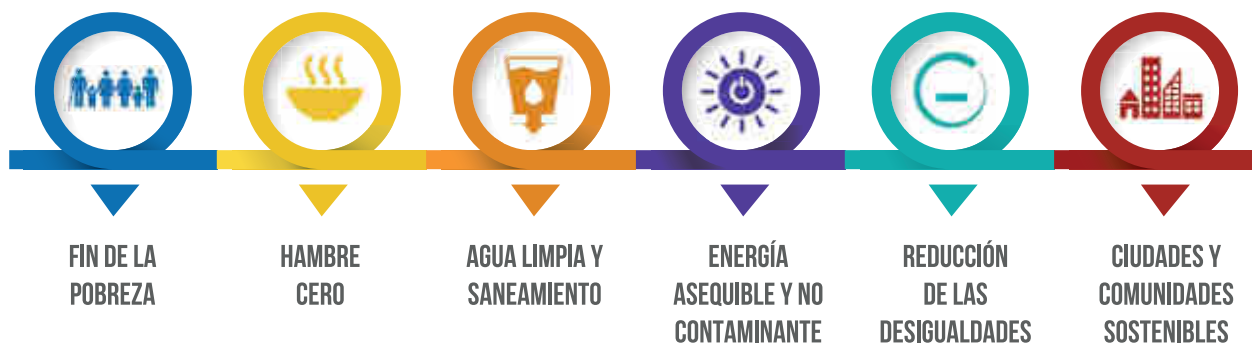 FIN DE LA
POBREZA
HAMBRE
CERO
AGUA LIMPIA Y
SANEAMIENTO
ENERGÍA
ASEQUIBLE Y NO
CONTAMINANTE
REDUCCIÓN
DE LAS
DESIGUALDADES
CIUDADES Y
COMUNIDADES
SOSTENIBLES